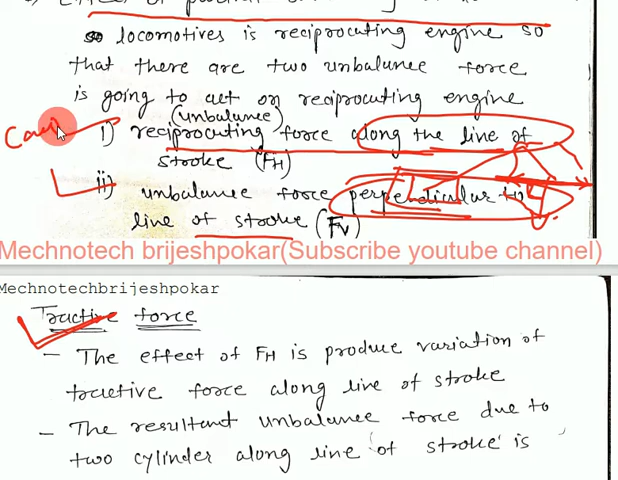 so locomotives is reciprocating engine so
that there are two unbalance force
is going to act on reciprocating engine
(unbalance)
i) reciprocating force along the line of
stroke (FH)
ii) unbalance force perpendicular to
line of stroke (Fv)
Mechnotech brijeshpokar(Subscribe youtube channel)
Mechnotechbrijeshpokar
Tractive force
- The effect of FH is produce variation of
tractive force along line of stroke
- The resultant unbalance force due to
two cylinder along line of stroke is